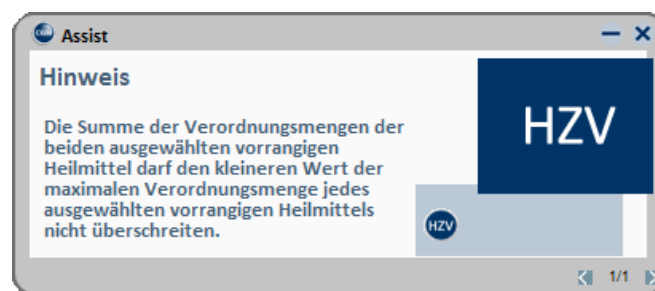 Assist
Hinweis
HZV
Die Summe der Verordnungsmengen der
beiden ausgewählten vorrangigen
Heilmittel darf den kleineren Wert der
maximalen Verordnungsmenge jedes
ausgewählten vorrangigen Heilmittels
nicht überschreiten.
HZV
1/1